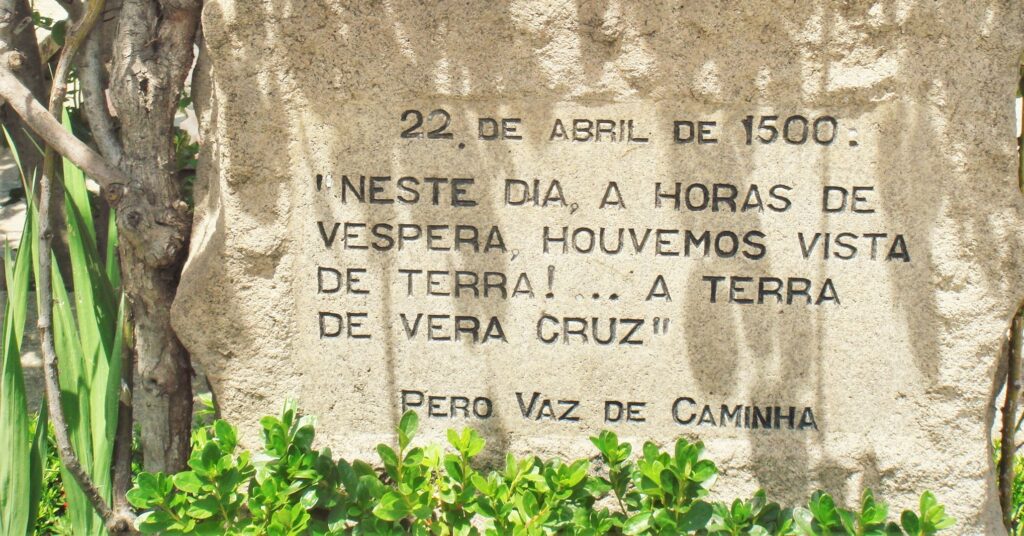 22. DE ABRIL DE 1500:
"NESTE DIA, A HORAS DE
VESPERA, HOUVEMOS VISTA
DE TERRA! ... A TERRA
DE VERA CRUZ"
PERO VAZ DE CAMINHA